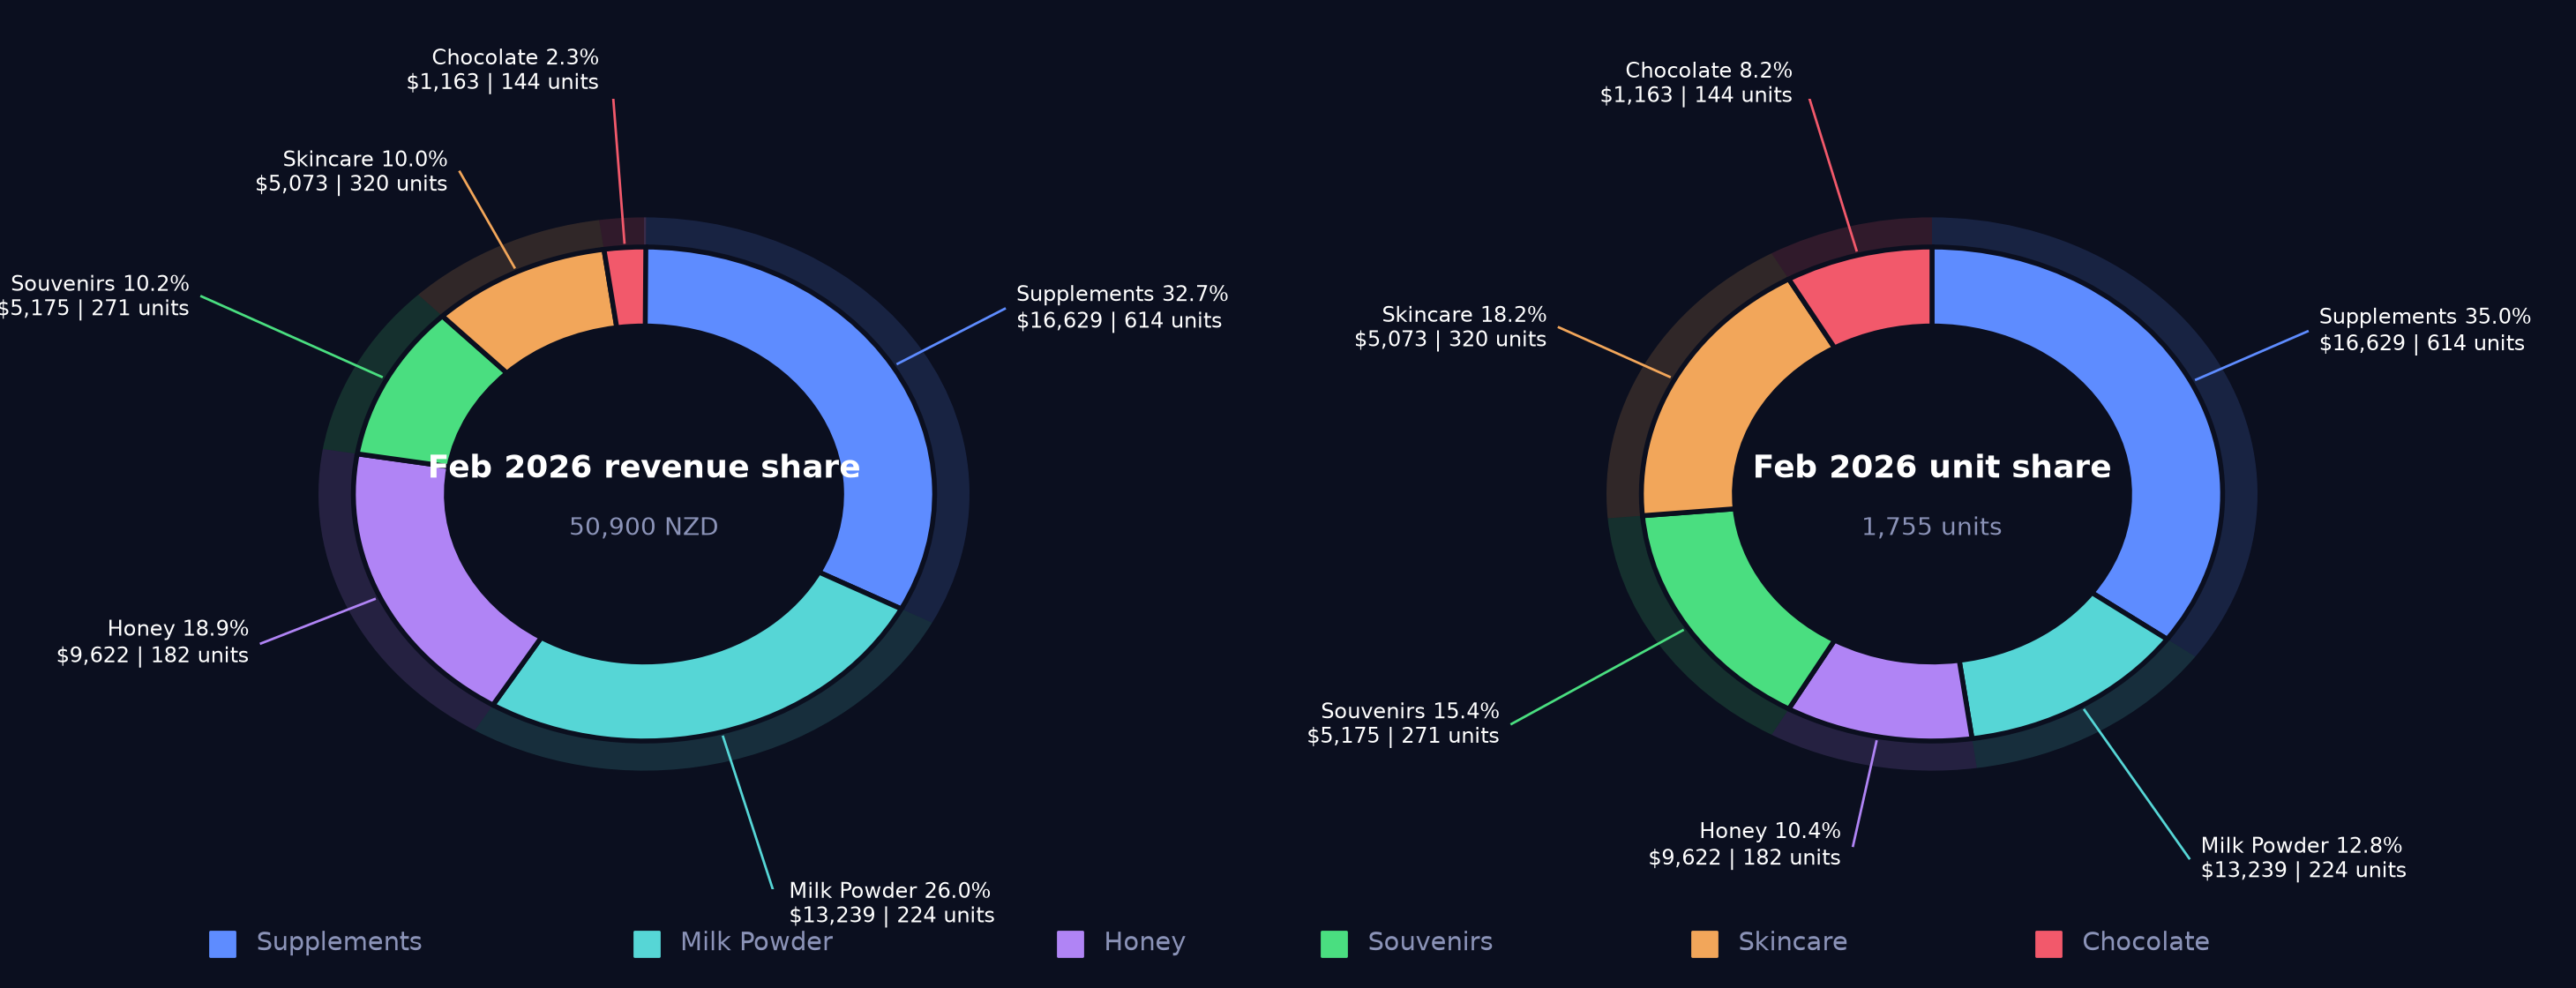 Chocolate 2.3%
$1,163 | 144 units
Skincare 10.0%
$5,073 | 320 units
Souvenirs 10.2%
$5,175 | 271 units
Supplements 32.7%
$16,629 | 614 units
Feb 2026 revenue share
50,900 NZD
Honey 18.9%
$9,622 | 182 units
Milk Powder 26.0%
$13,239 | 224 units
Chocolate 8.2%
$1,163 | 144 units
Skincare 18.2%
$5,073 | 320 units
Supplements 35.0%
$16,629 | 614 units
Feb 2026 unit share
1,755 units
Souvenirs 15.4%
$5,175 | 271 units
Honey 10.4%
$9,622 | 182 units
Milk Powder 12.8%
$13,239 | 224 units
Supplements
Milk Powder
Honey
Souvenirs
Skincare
Chocolate